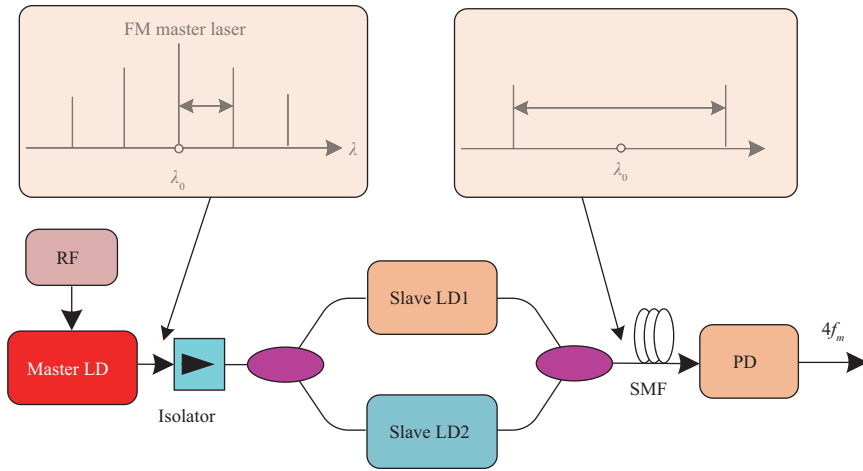 FM master laser
λ
λ₀
λ₀
RF
Slave LD1
4fₘ
Master LD
PD
SMF
Isolator
Slave LD2